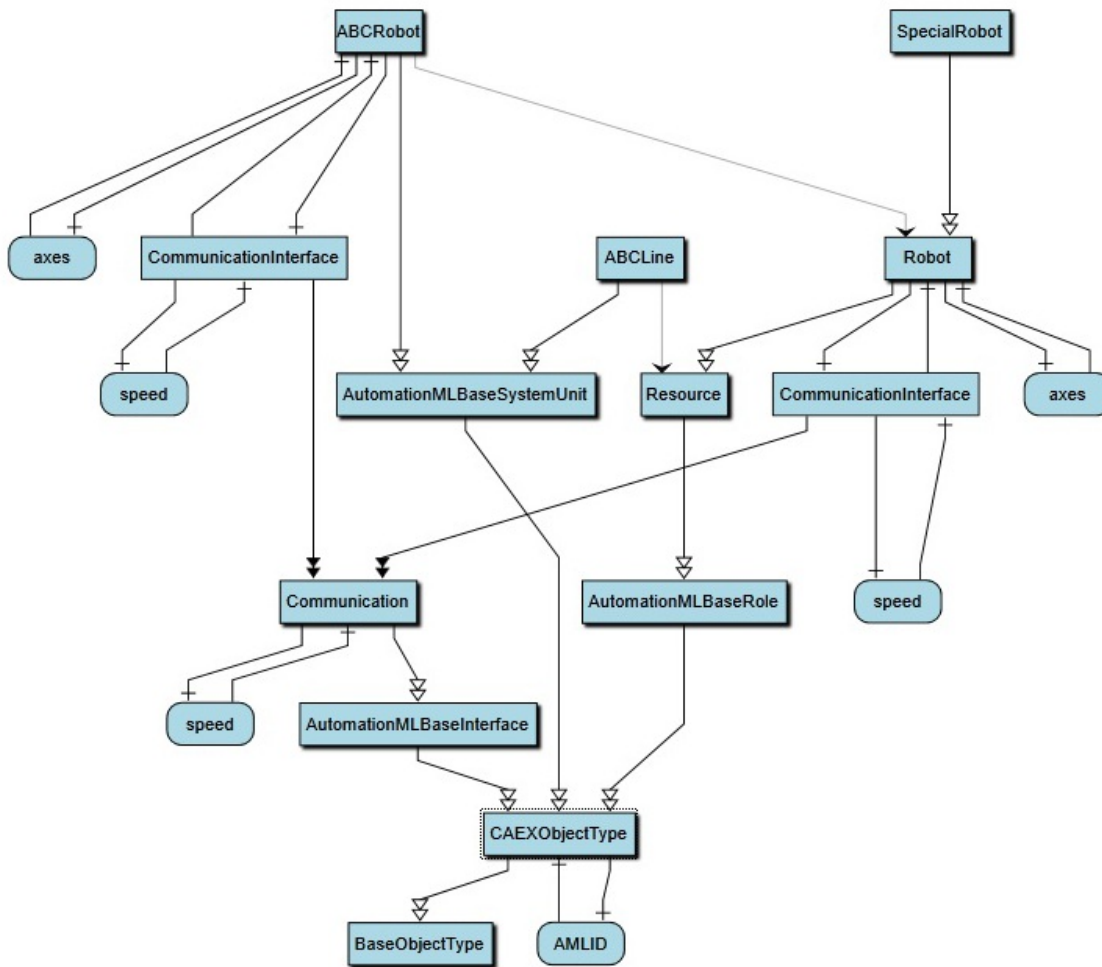 ABCRobot
SpecialRobot
axes
CommunicationInterface
ABCLine
Robot
speed
AutomationMLBaseSystemUnit
Resource
CommunicationInterface
axes
Communication
AutomationMLBaseRole
speed
speed
AutomationMLBaseInterface
CAEXObjectType
BaseObjectType
AMLID